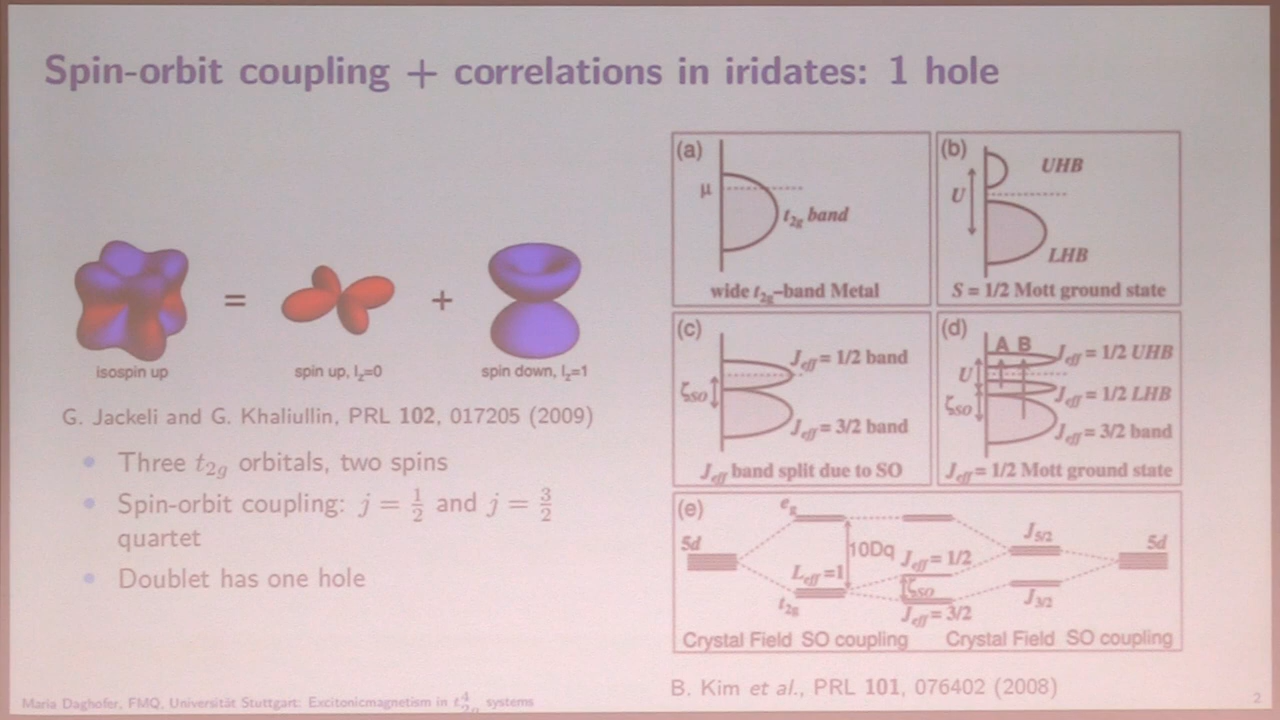 Spin-orbit coupling + correlations in iridates: 1 hole
=
+
isospin up
spin up, l_z=0
spin down, l_z=1
G. Jackeli and G. Khaliullin, PRL 102, 017205 (2009)
• Three t_2g orbitals, two spins
• Spin-orbit coupling: j = 1/2 and j = 3/2
quartet
• Doublet has one hole
(a)
μ
t_2g band
wide t_2g–band Metal
(b)
UHB
U
LHB
S = 1/2 Mott ground state
(c)
J_eff = 1/2 band
ζ_SO
J_eff = 3/2 band
J_eff band split due to SO
(d)
A B
J_eff = 1/2 UHB
U
J_eff = 1/2 LHB
ζ_SO
J_eff = 3/2 band
J_eff = 1/2 Mott ground state
(e)
e_g
5d
10Dq
J_eff = 1/2
J_5/2
5d
L_eff =1
ζ_SO
t_2g
J_eff = 3/2
J_3/2
Crystal Field SO coupling
Crystal Field SO coupling
B. Kim et al., PRL 101, 076402 (2008)
Maria Daghofer, FMQ, Universität Stuttgart: Excitonicmagnetism in t_2g^4 systems
2